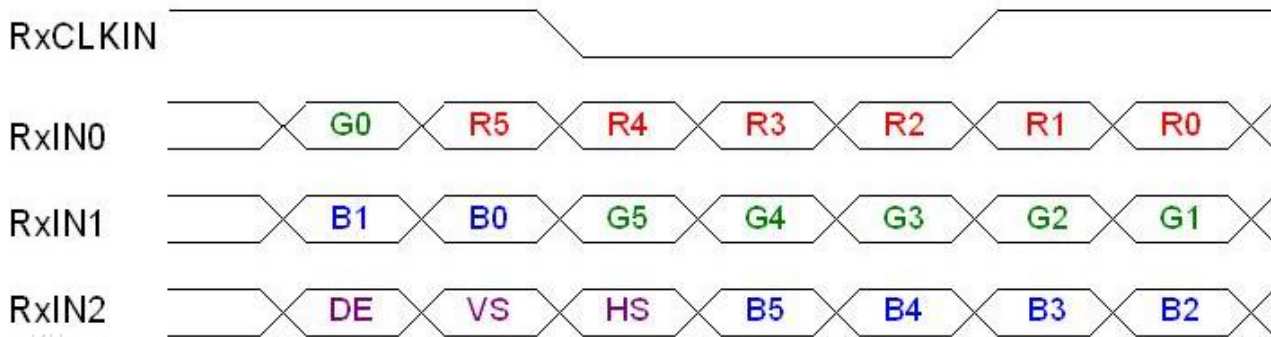 RxCLKIN
RxIN0 G0 R5 R4 R3 R2 R1 R0
RxIN1 B1 B0 G5 G4 G3 G2 G1
RxIN2 DE VS HS B5 B4 B3 B2